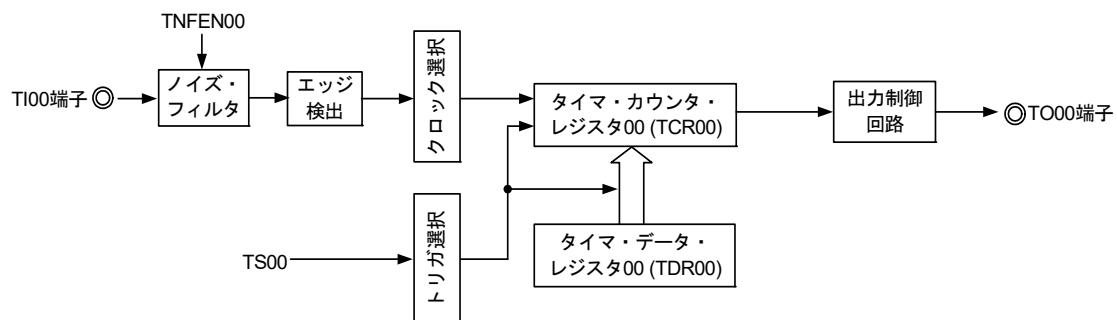 TNFEN00
TI00端子
ノイズ・
フィルタ
エッジ
検出
クロック選択
タイマ・カウンタ・
レジスタ00 (TCR00)
出力制御
回路
TO00端子
TS00
トリガ選択
タイマ・データ・
レジスタ00 (TDR00)